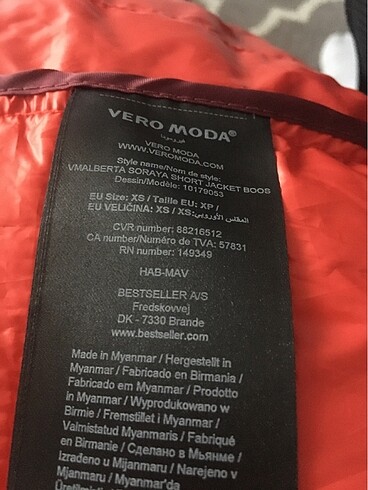 VERO MODA®
فيرومودا
VERO MODA
WWW.VEROMODA.COM
Style name/Nom de style:
VMALBERTA SORAYA SHORT JACKET BOOS
Dessin/Modèle: 10179053
EU Size: XS / Taille EU: XP /
EU VELIČINA: XS / XS:المقاس الأوروبي
CVR number: 88216512
CA number/Numéro de TVA: 57831
RN number: 149349
HAB-MAV
BESTSELLER A/S
Fredskovvej
DK - 7330 Brande
www.bestseller.com
Made in Myanmar / Hergestellt in
Myanmar / Fabricado en Birmania /
Fabricado em Myanmar / Prodotto
in Myanmar / Wyprodukowano w
Birmie / Fremstillet i Myanmar /
Valmistatud Myanmaris / Fabriqué
en Birmanie / Сделано в Мьянме /
Izrađeno u Mijanmaru / Narejeno v
Mjanmaru / Myanmar'da